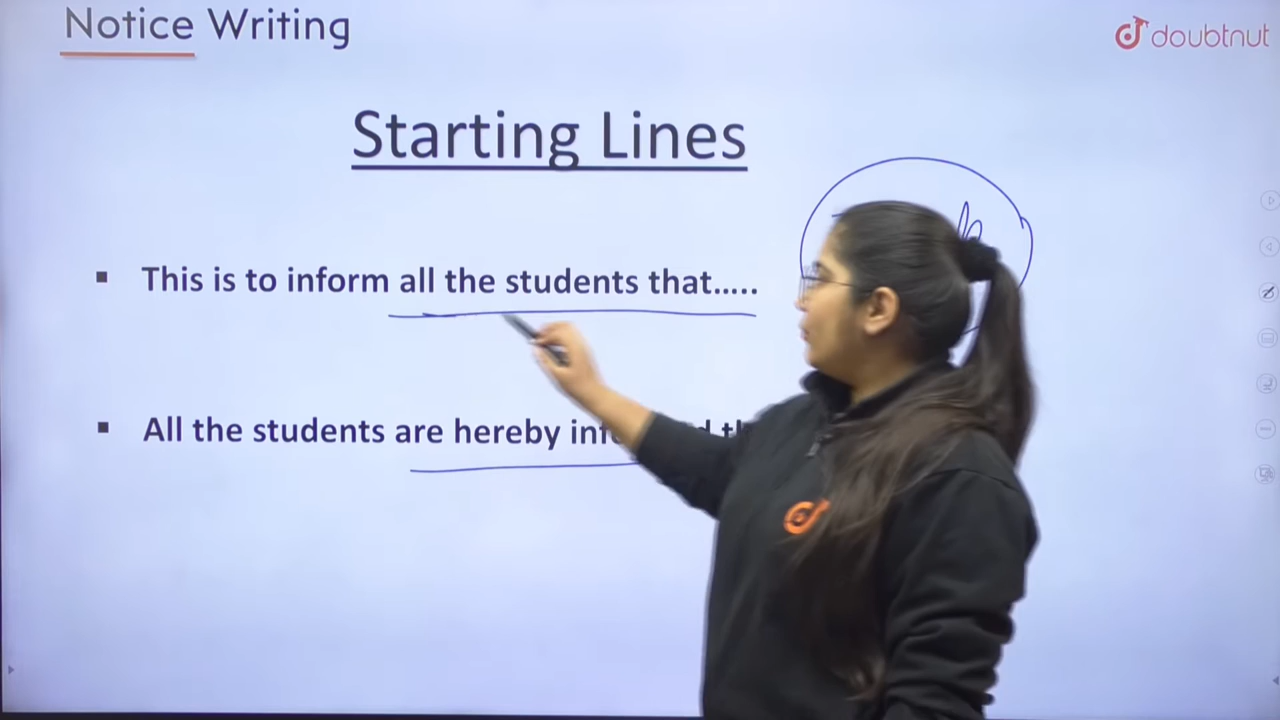 Notice Writing
doubtnut
Starting Lines
▪ This is to inform all the students that.....
▪ All the students are hereby